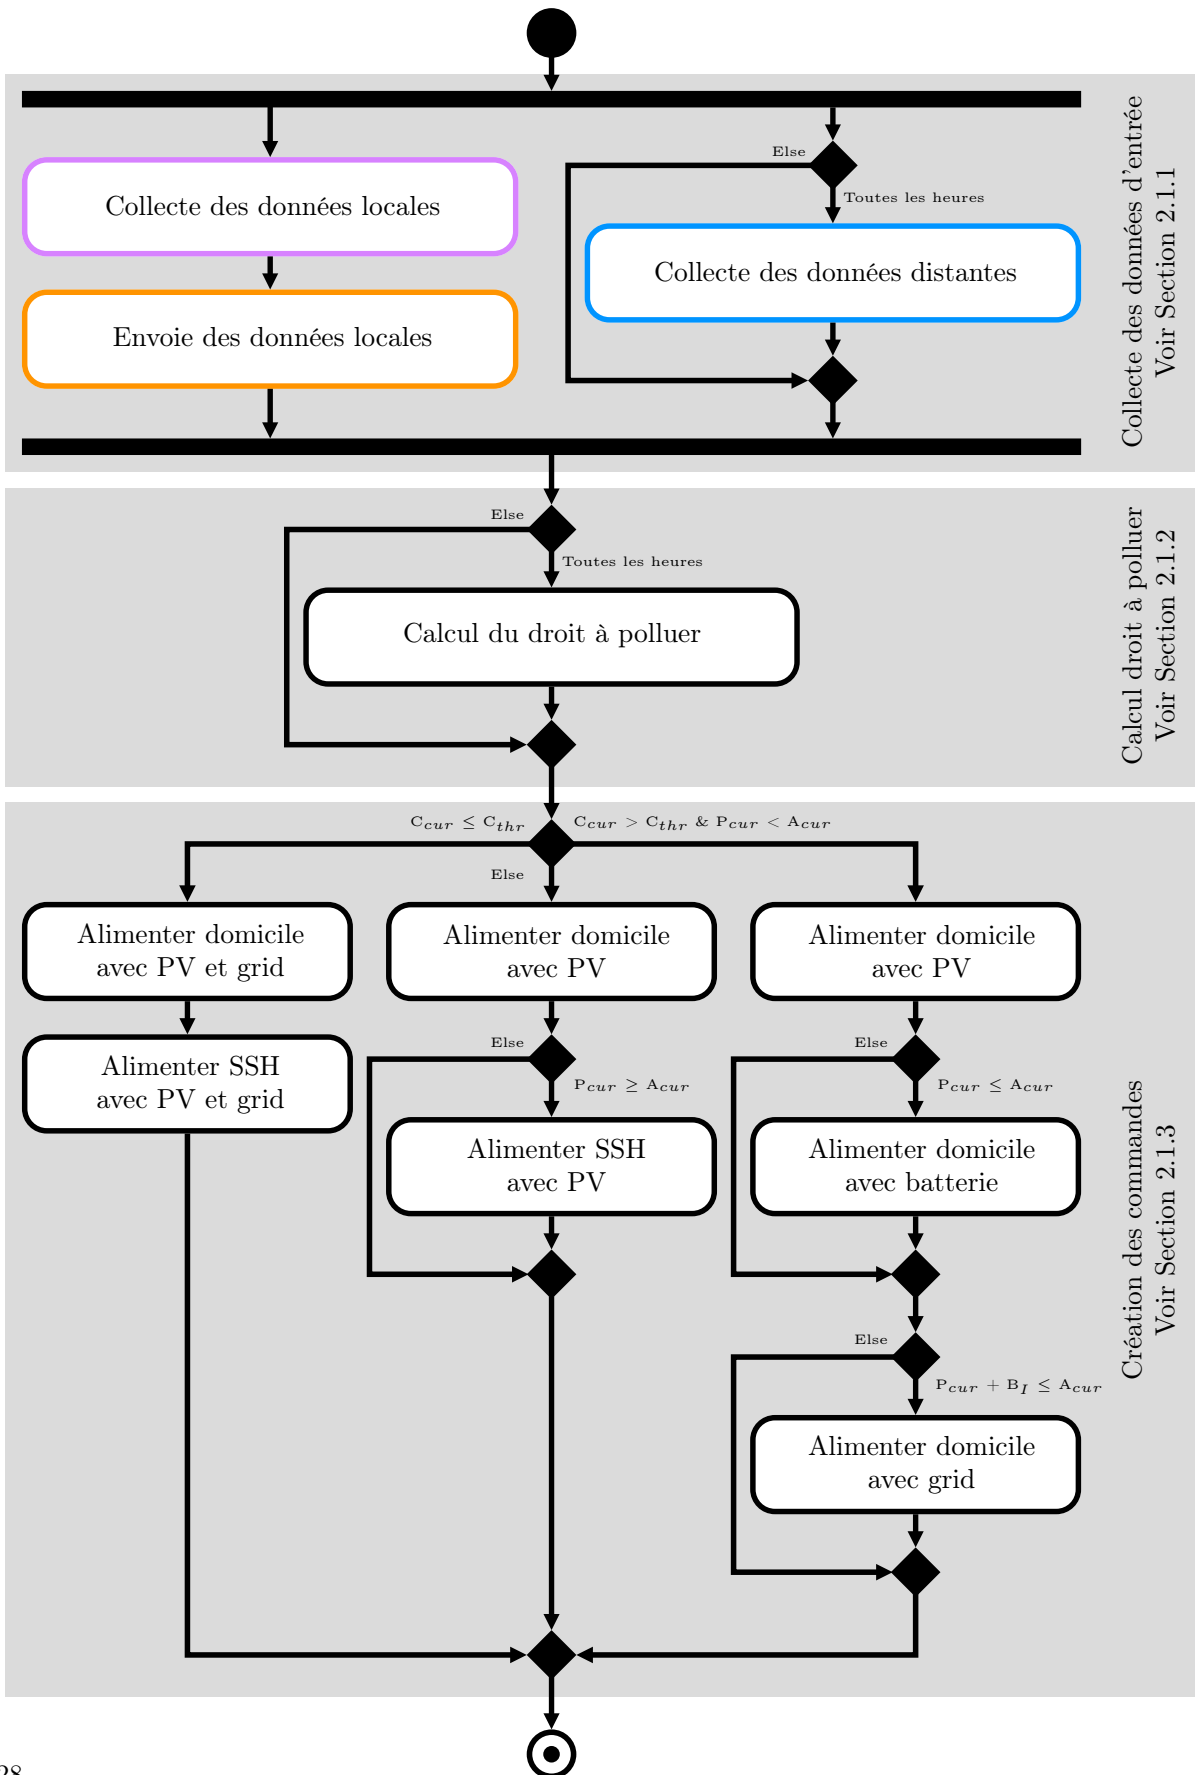 Else
Toutes les heures
Collecte des données locales
Collecte des données distantes
Envoie des données locales
Collecte des données d'entrée
Voir Section 2.1.1
Else
Toutes les heures
Calcul du droit à polluer
Calcul droit à polluer
Voir Section 2.1.2
C_cur ≤ C_thr
C_cur > C_thr & P_cur < A_cur
Else
Alimenter domicile
avec PV et grid
Alimenter domicile
avec PV
Alimenter domicile
avec PV
Alimenter SSH
avec PV et grid
Else
P_cur ≥ A_cur
Else
P_cur ≤ A_cur
Alimenter SSH
avec PV
Alimenter domicile
avec batterie
Else
P_cur + B_I ≤ A_cur
Alimenter domicile
avec grid
Création des commandes
Voir Section 2.1.3
28